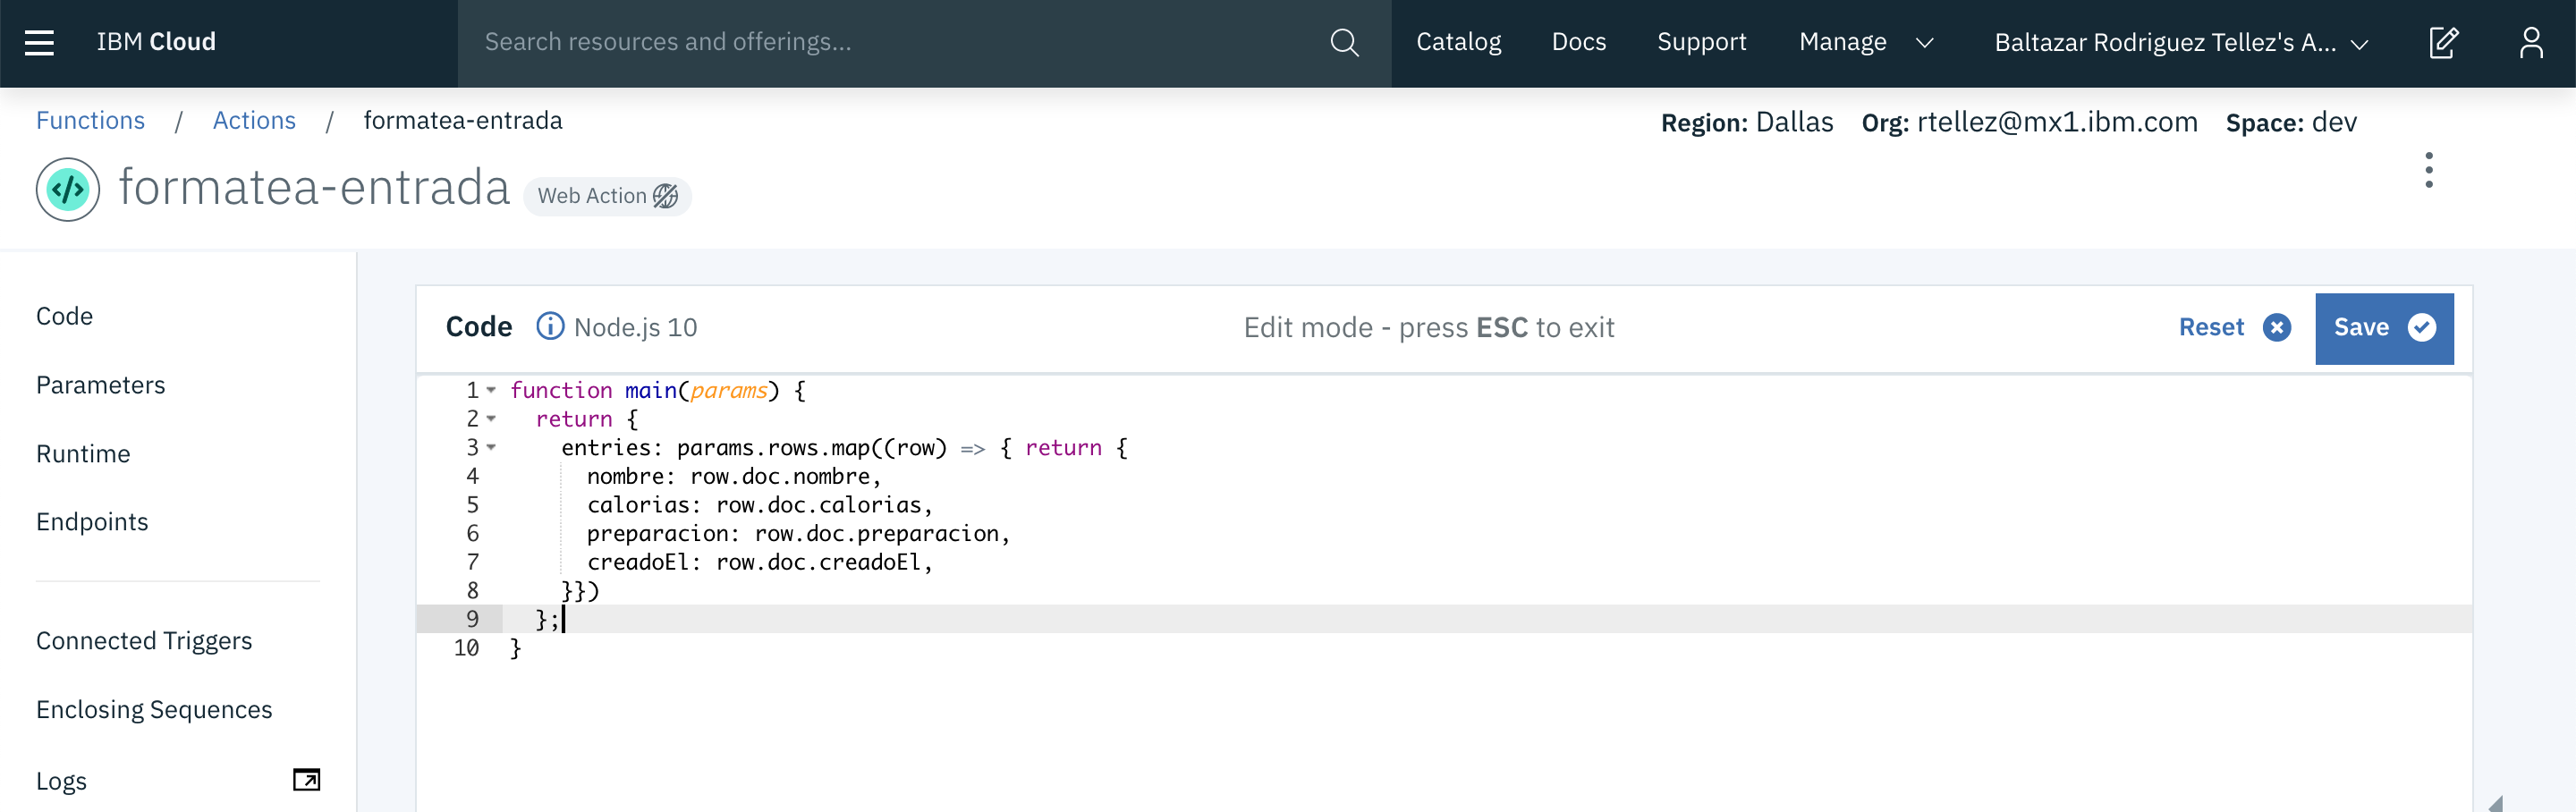 IBM Cloud
Search resources and offerings...
Catalog
Docs
Support
Manage
Baltazar Rodriguez Tellez's A...
Functions / Actions / formatea-entrada
Region: Dallas Org: rtellez@mx1.ibm.com Space: dev
formatea-entrada
Web Action
Code
Parameters
Runtime
Endpoints
Connected Triggers
Enclosing Sequences
Logs
Code Node.js 10
Edit mode - press ESC to exit
Reset
Save
1 function main(params) {
2   return {
3     entries: params.rows.map((row) => { return {
4       nombre: row.doc.nombre,
5       calorias: row.doc.calorias,
6       preparacion: row.doc.preparacion,
7       creadoEl: row.doc.creadoEl,
8     }})
9   };
10 }